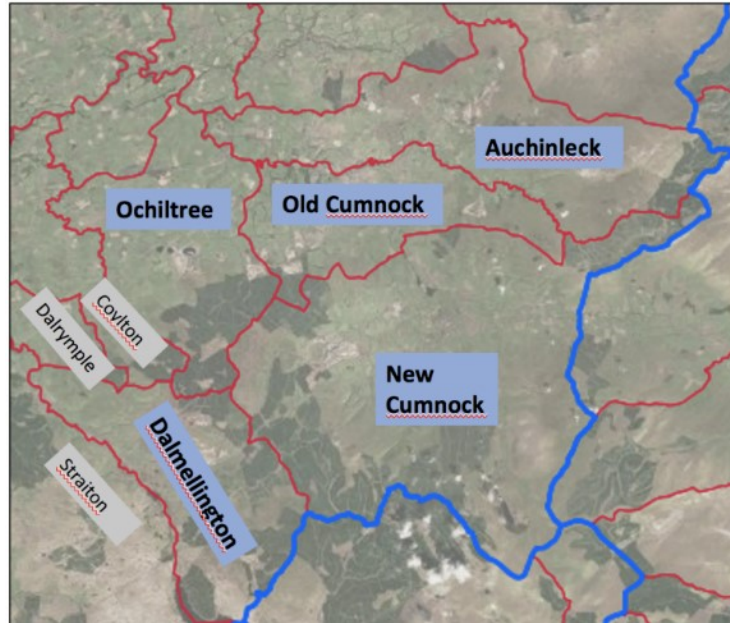 Auchinleck
Ochiltree
Old Cumnock
Coylton
Dalrymple
New
Cumnock
Dalmellington
Straiton